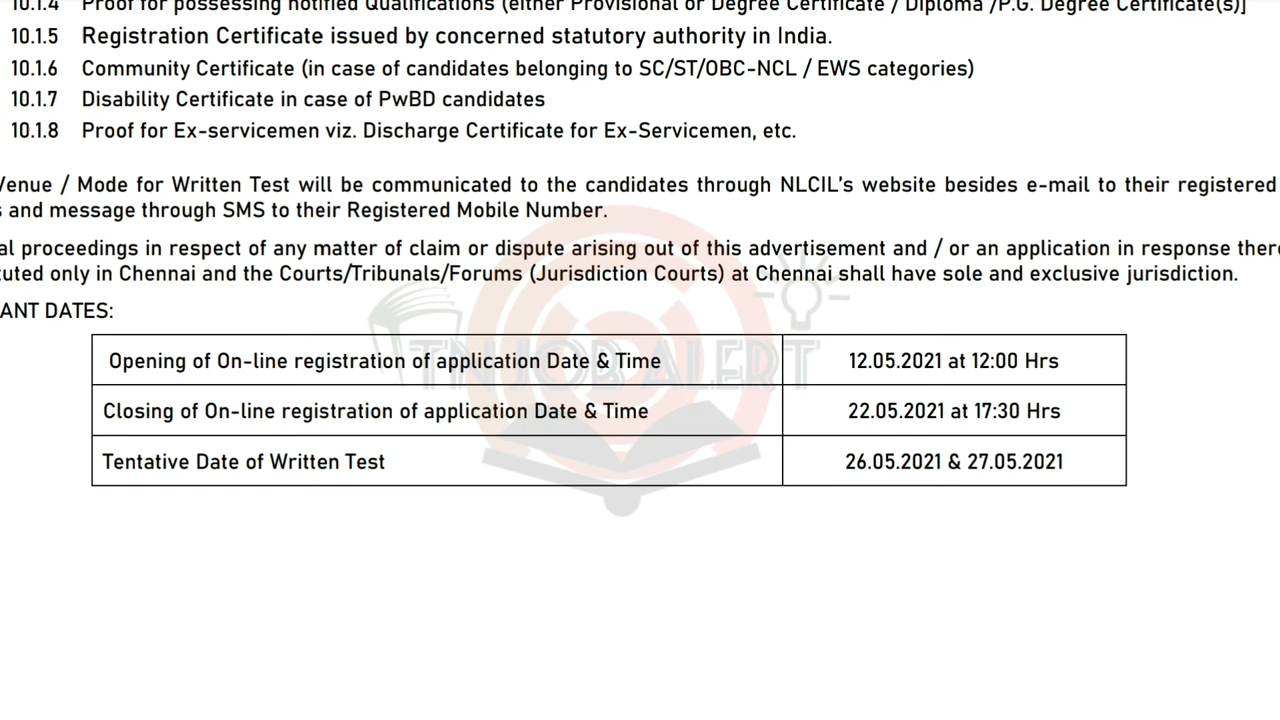 10.1.4 Proof for possessing notified Qualifications (either Provisional or Degree Certificate / Diploma /P.G. Degree Certificate(s)]
10.1.5 Registration Certificate issued by concerned statutory authority in India.
10.1.6 Community Certificate (in case of candidates belonging to SC/ST/OBC-NCL / EWS categories)
10.1.7 Disability Certificate in case of PwBD candidates
10.1.8 Proof for Ex-servicemen viz. Discharge Certificate for Ex-Servicemen, etc.
Venue / Mode for Written Test will be communicated to the candidates through NLCIL's website besides e-mail to their registered
s and message through SMS to their Registered Mobile Number.
al proceedings in respect of any matter of claim or dispute arising out of this advertisement and / or an application in response there
tuted only in Chennai and the Courts/Tribunals/Forums (Jurisdiction Courts) at Chennai shall have sole and exclusive jurisdiction.
ANT DATES:
Opening of On-line registration of application Date & Time 12.05.2021 at 12:00 Hrs
TNJOB ALERT
Closing of On-line registration of application Date & Time 22.05.2021 at 17:30 Hrs
Tentative Date of Written Test 26.05.2021 & 27.05.2021